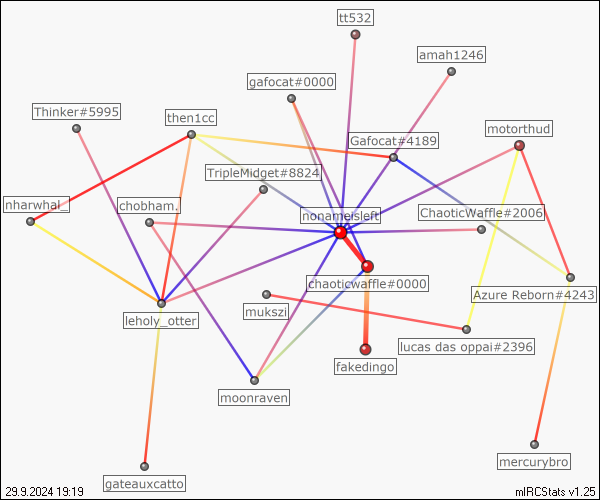 tt532
amah1246
gafocat#0000
Thinker#5995
then1cc
motorthud
Gafocat#4189
TripleMidget#8824
nharwhal_
chobham.
nonameisleft
ChaoticWaffle#2006
chaoticwaffle#0000
Azure Reborn#4243
mukszi
leholy_otter
lucas das oppai#2396
fakedingo
moonraven
mercurybro
gateauxcatto
29.9.2024 19:19
mIRCStats v1.25